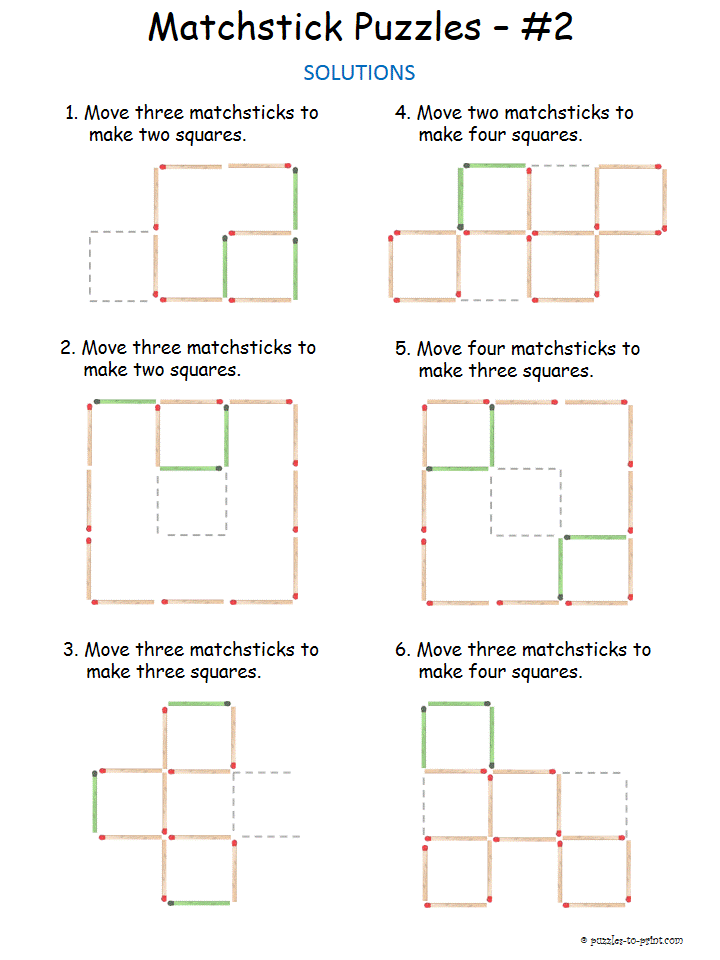 Matchstick Puzzles – #2
SOLUTIONS
1. Move three matchsticks to
make two squares.
4. Move two matchsticks to
make four squares.
2. Move three matchsticks to
make two squares.
5. Move four matchsticks to
make three squares.
3. Move three matchsticks to
make three squares.
6. Move three matchsticks to
make four squares.
© puzzles-to-print.com